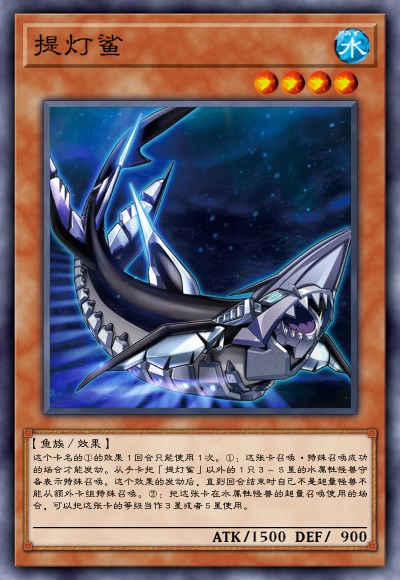 提灯鲨
水
【鱼族／效果】
这个卡名的①的效果1回合只能使用1次。①：这张卡召唤·特殊召唤成功
的场合才能发动。从手卡把「提灯鲨」以外的1只3～5星的水属性怪兽守
备表示特殊召唤。这个效果的发动后，直到回合结束时自己不是超量怪兽不
能从额外卡组特殊召唤。②：把这张卡在水属性怪兽的超量召唤使用的场
合，可以把这张卡的等级当作3星或者5星使用。
ATK/1500 DEF/ 900